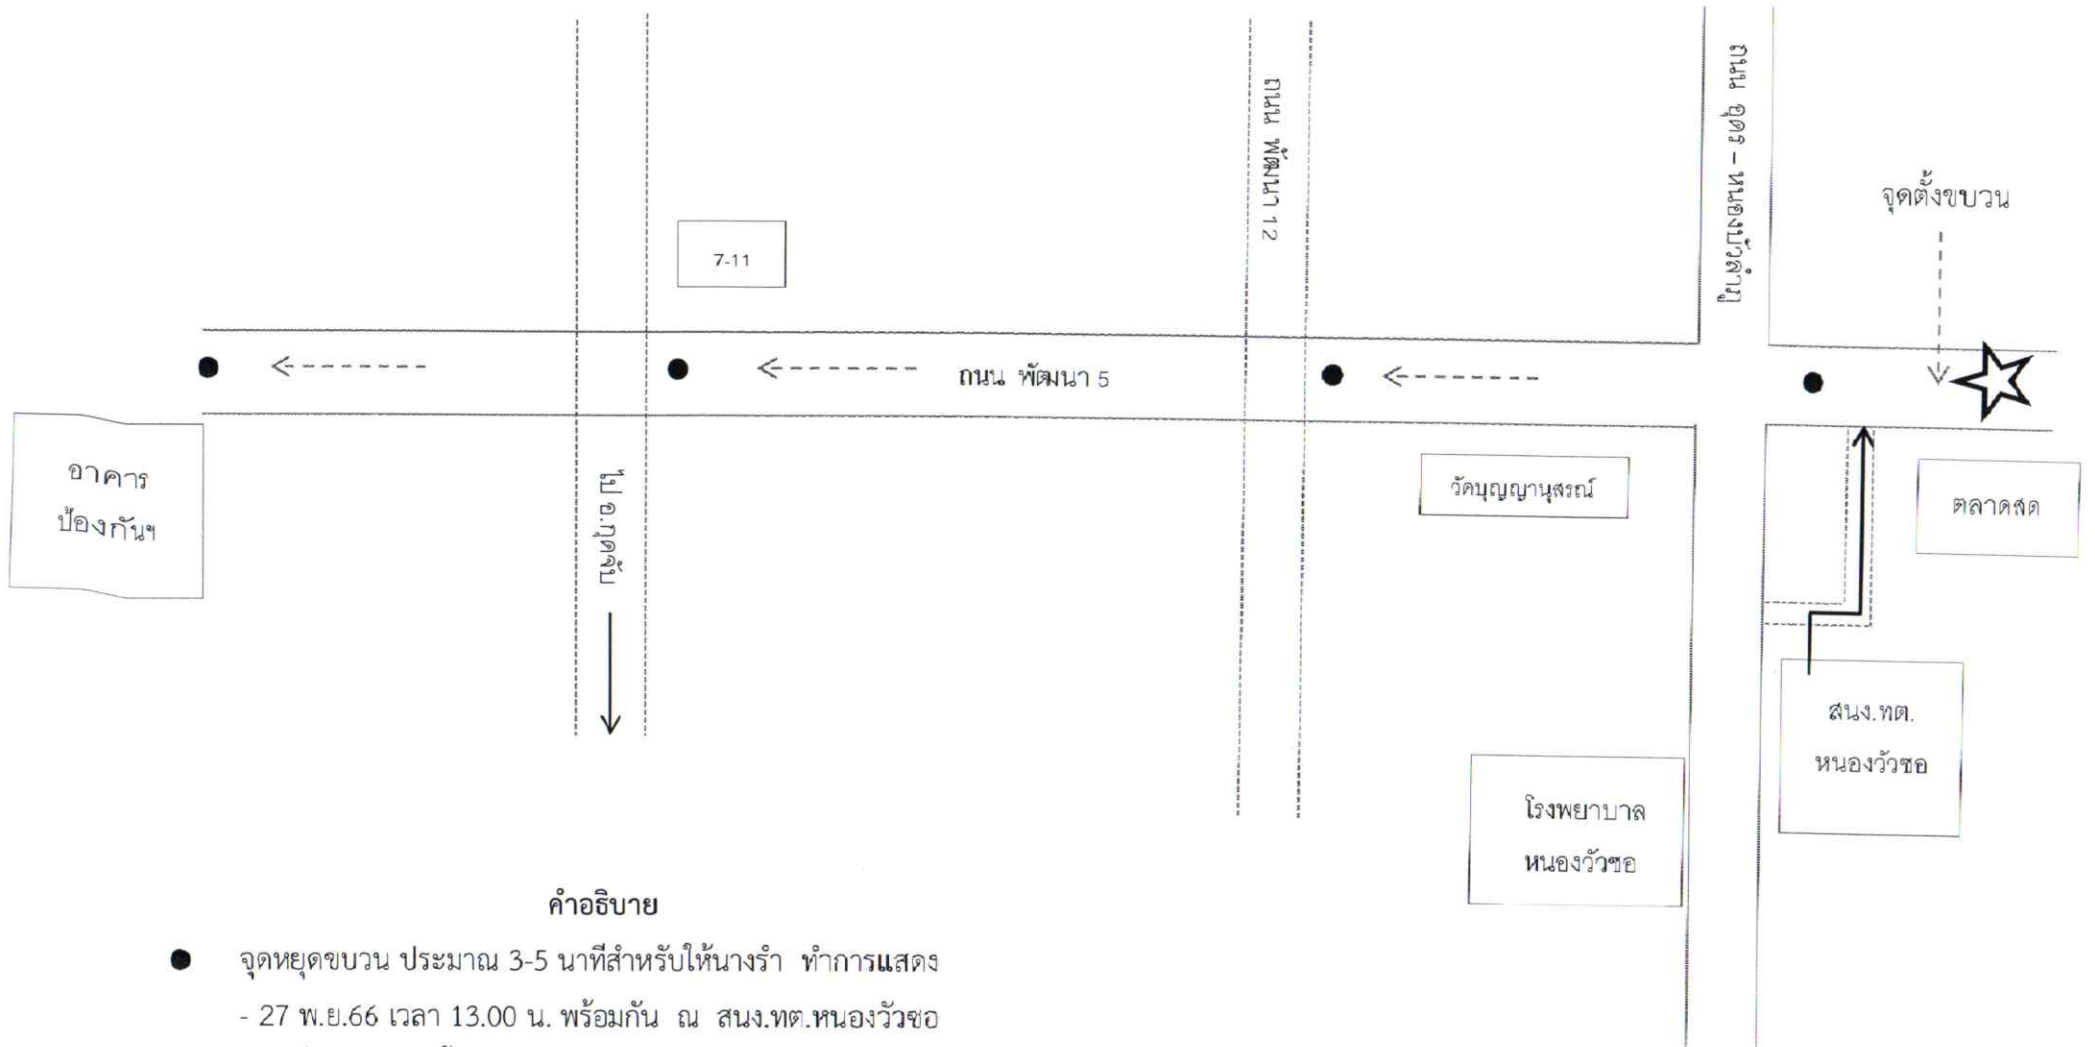 ถนน อุดร – หนองบัวลำภู
ถนน พัฒนา 12
จุดตั้งขบวน
7-11
ถนน พัฒนา 5
อาคาร
ป้องกันฯ
ไป อ.กุดจับ
วัดบุญญานุสรณ์
ตลาดสด
สนง.ทต.
หนองวัวซอ
โรงพยาบาล
หนองวัวซอ
คำอธิบาย
● จุดหยุดขบวน ประมาณ 3-5 นาทีสำหรับให้นางรำ ทำการแสดง
- 27 พ.ย.66 เวลา 13.00 น. พร้อมกัน ณ สนง.ทต.หนองวัวซอ